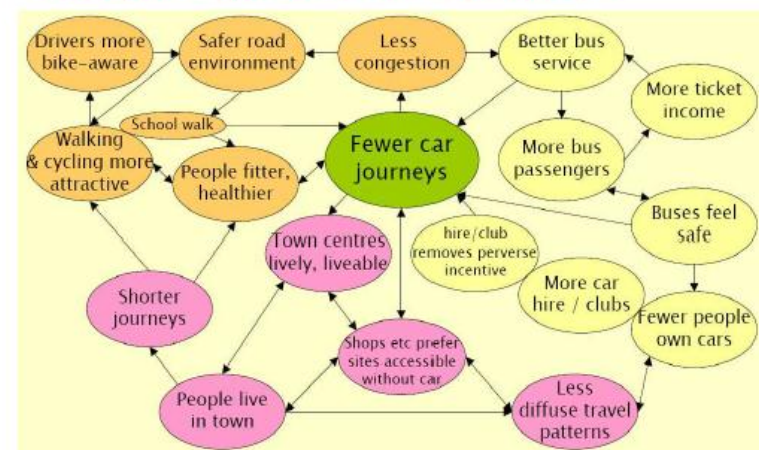 Drivers more
bike-aware
Safer road
environment
Less
congestion
Better bus
service
More ticket
income
School walk
Walking
& cycling more
attractive
People fitter,
healthier
Fewer car
journeys
More bus
passengers
Buses feel
safe
Town centres
lively, liveable
hire/club
removes perverse
incentive
More car
hire / clubs
Shorter
journeys
Fewer people
own cars
Shops etc prefer
sites accessible
without car
People live
in town
Less
diffuse travel
patterns